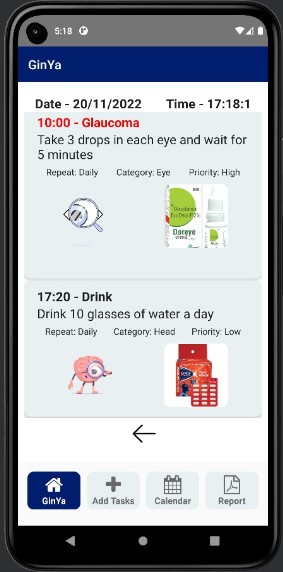 5:18
GinYa
Date - 20/11/2022 Time - 17:18:1
10:00 - Glaucoma
Take 3 drops in each eye and wait for
5 minutes
Repeat: Daily Category: Eye Priority: High
Doreye
17:20 - Drink
Drink 10 glasses of water a day
Repeat: Daily Category: Head Priority: Low
GinYa Add Tasks Calendar Report